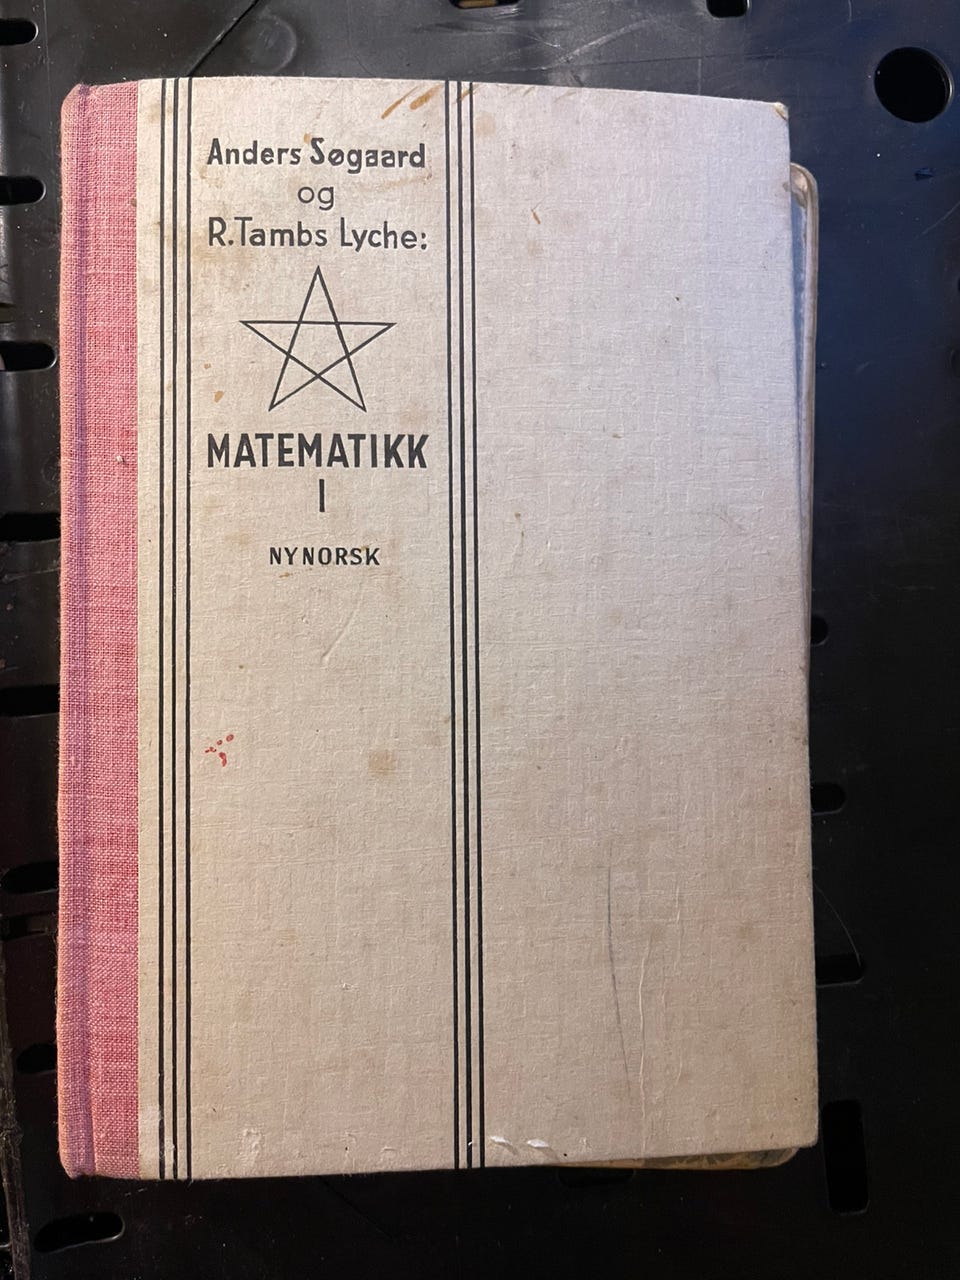 Anders Søgaard
og
R.Tambs Lyche:
MATEMATIKK
I
NYNORSK